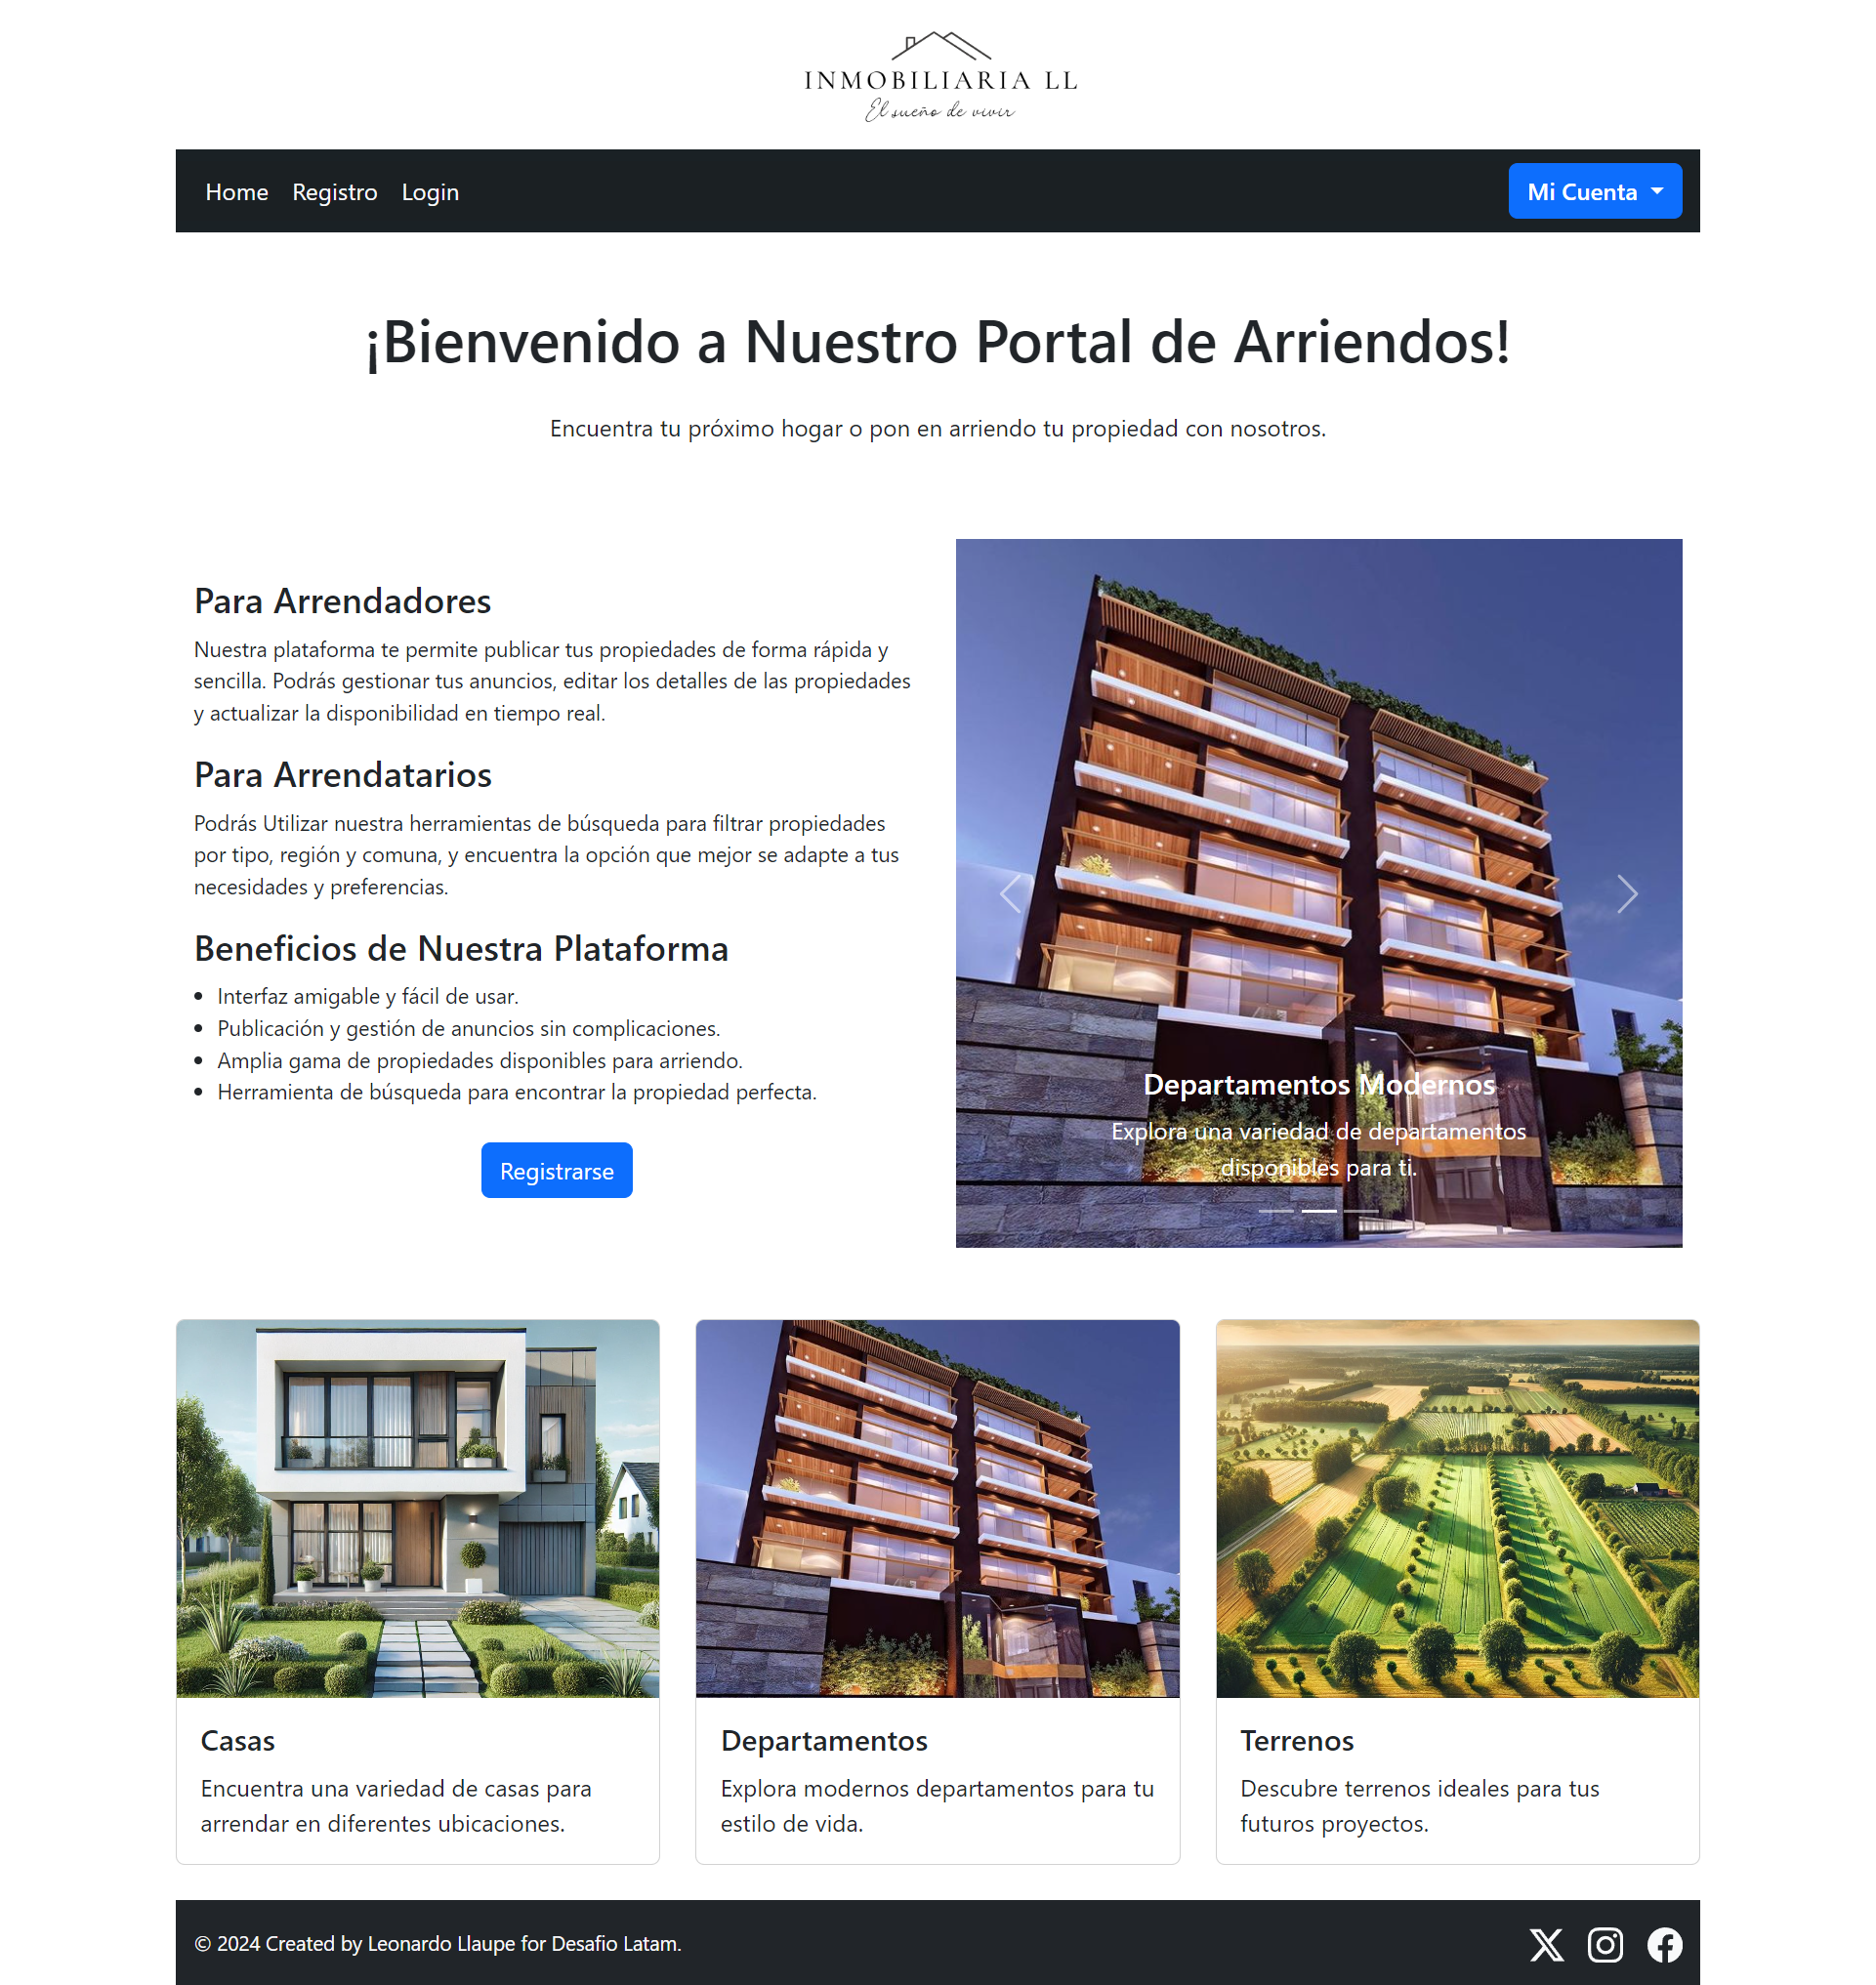 INMOBILIARIA LL
El sueño de vivir
Home Registro Login Mi Cuenta
¡Bienvenido a Nuestro Portal de Arriendos!
Encuentra tu próximo hogar o pon en arriendo tu propiedad con nosotros.
Para Arrendadores
Nuestra plataforma te permite publicar tus propiedades de forma rápida y
sencilla. Podrás gestionar tus anuncios, editar los detalles de las propiedades
y actualizar la disponibilidad en tiempo real.
Para Arrendatarios
Podrás Utilizar nuestra herramientas de búsqueda para filtrar propiedades
por tipo, región y comuna, y encuentra la opción que mejor se adapte a tus
necesidades y preferencias.
Beneficios de Nuestra Plataforma
• Interfaz amigable y fácil de usar.
• Publicación y gestión de anuncios sin complicaciones.
• Amplia gama de propiedades disponibles para arriendo.
• Herramienta de búsqueda para encontrar la propiedad perfecta.
Registrarse
Departamentos Modernos
Explora una variedad de departamentos
disponibles para ti.
Casas
Encuentra una variedad de casas para
arrendar en diferentes ubicaciones.
Departamentos
Explora modernos departamentos para tu
estilo de vida.
Terrenos
Descubre terrenos ideales para tus
futuros proyectos.
© 2024 Created by Leonardo Llaupe for Desafio Latam.